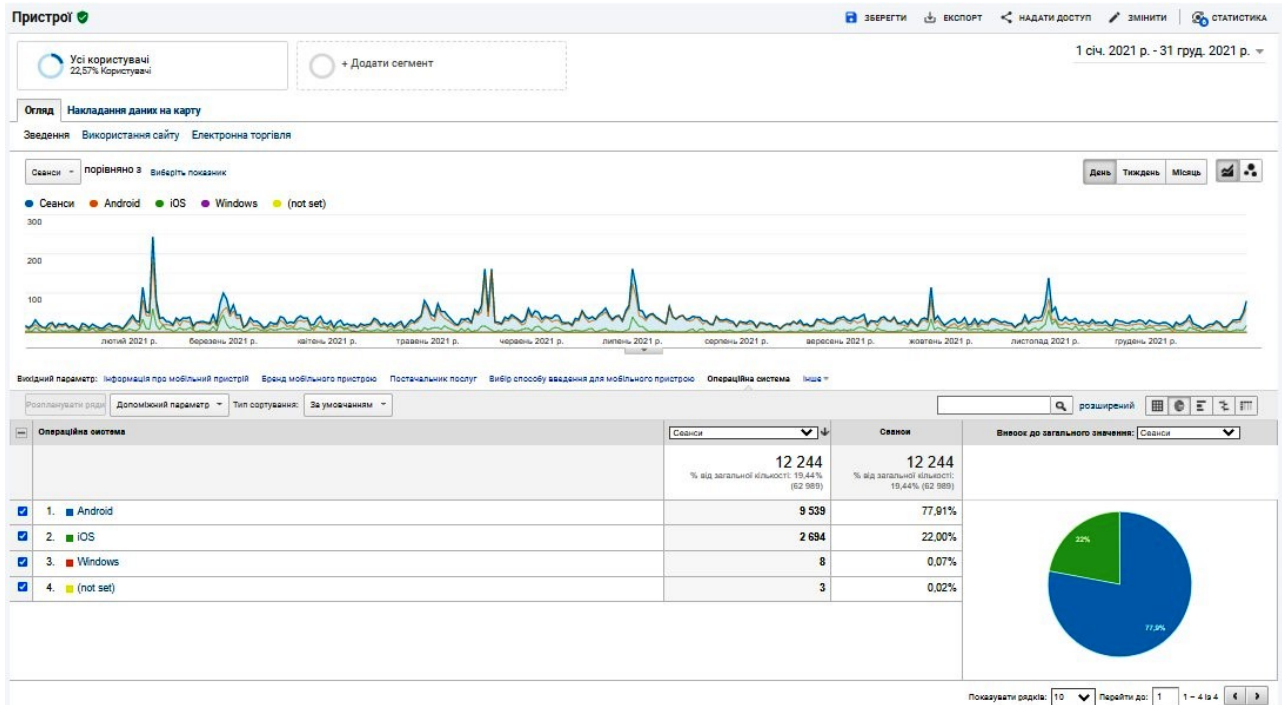 Пристрої
ЗБЕРЕГТИ ЕКСПОРТ НАДАТИ ДОСТУП ЗМІНИТИ СТАТИСТИКА
Усі користувачі
22,57% Користувачі
+ Додати сегмент
1 січ. 2021 р. - 31 груд. 2021 р.
Огляд Накладання даних на карту
Зведення Використання сайту Електронна торгівля
Сеанси порівняно з Виберіть показник
День Тиждень Місяць
Сеанси Android iOS Windows (not set)
300
200
100
лютий 2021 р. березень 2021 р. квітень 2021 р. травень 2021 р. червень 2021 р. липень 2021 р. серпень 2021 р. вересень 2021 р. жовтень 2021 р. листопад 2021 р. грудень 2021 р.
Вихідний параметр: Інформація про мобільний пристрій Бренд мобільного пристрою Постачальник послуг Вибір способу введення для мобільного пристрою Операційна система Інше
Розпланувати ряди Допоміжний параметр Тип сортування: За умовчанням
розширений
Операційна система Сеанси Сеанси Внесок до загального значення: Сеанси
12 244 12 244
% від загальної кількості: 19,44% % від загальної кількості:
(62 989) 19,44% (62 989)
1. Android 9 539 77,91%
2. iOS 2 694 22,00%
3. Windows 8 0,07%
4. (not set) 3 0,02%
22%
77,9%
Показувати рядків: 10 Перейти до: 1 1 – 4 із 4